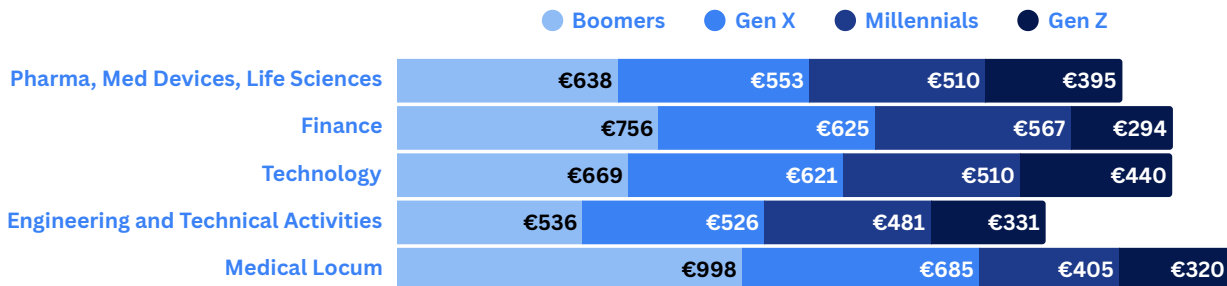 Boomers Gen X Millennials Gen Z
Pharma, Med Devices, Life Sciences €638 €553 €510 €395
Finance €756 €625 €567 €294
Technology €669 €621 €510 €440
Engineering and Technical Activities €536 €526 €481 €331
Medical Locum €998 €685 €405 €320